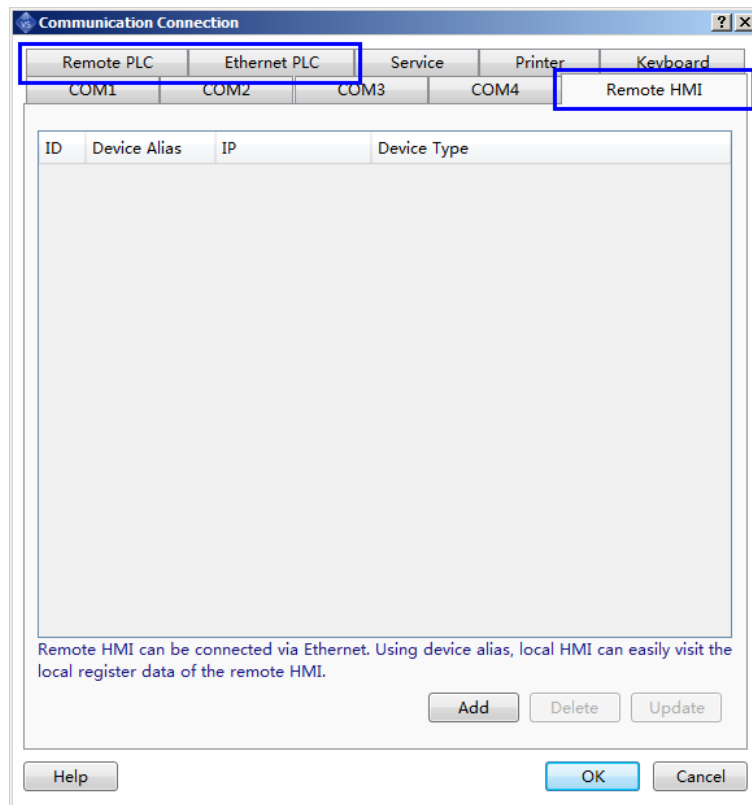 VS Communication Connection ? X
Remote PLC Ethernet PLC Service Printer Keyboard
COM1 COM2 COM3 COM4 Remote HMI
ID Device Alias IP Device Type
Remote HMI can be connected via Ethernet. Using device alias, local HMI can easily visit the
local register data of the remote HMI.
Add Delete Update
Help OK Cancel